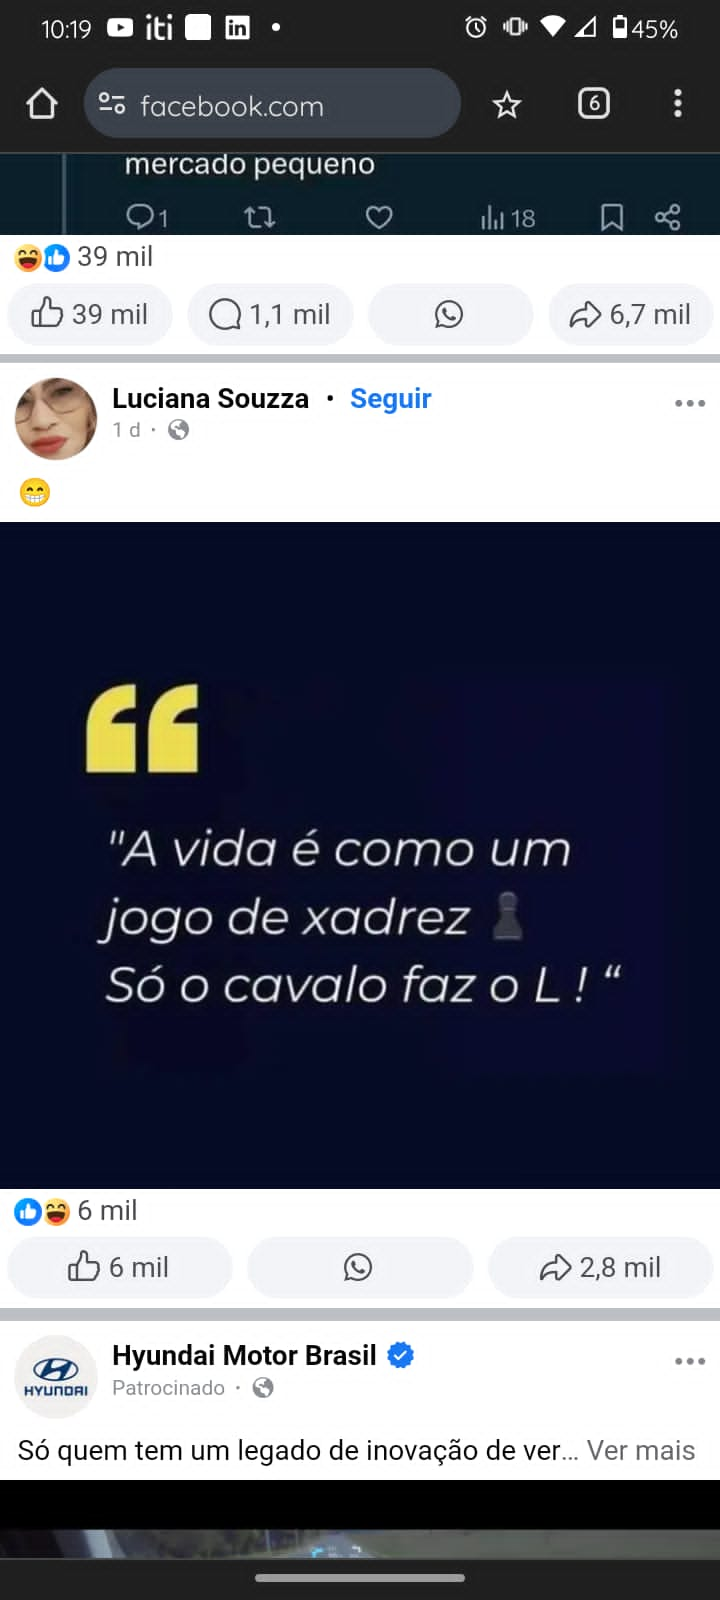 10:19 iti in 45%
facebook.com 6
mercado pequeno
1 18
39 mil
39 mil 1,1 mil 6,7 mil
Luciana Souzza • Seguir
1 d ·
"A vida é como um
jogo de xadrez
Só o cavalo faz o L ! “
6 mil
6 mil 2,8 mil
Hyundai Motor Brasil
HYUNDAI
Patrocinado ·
Só quem tem um legado de inovação de ver... Ver mais